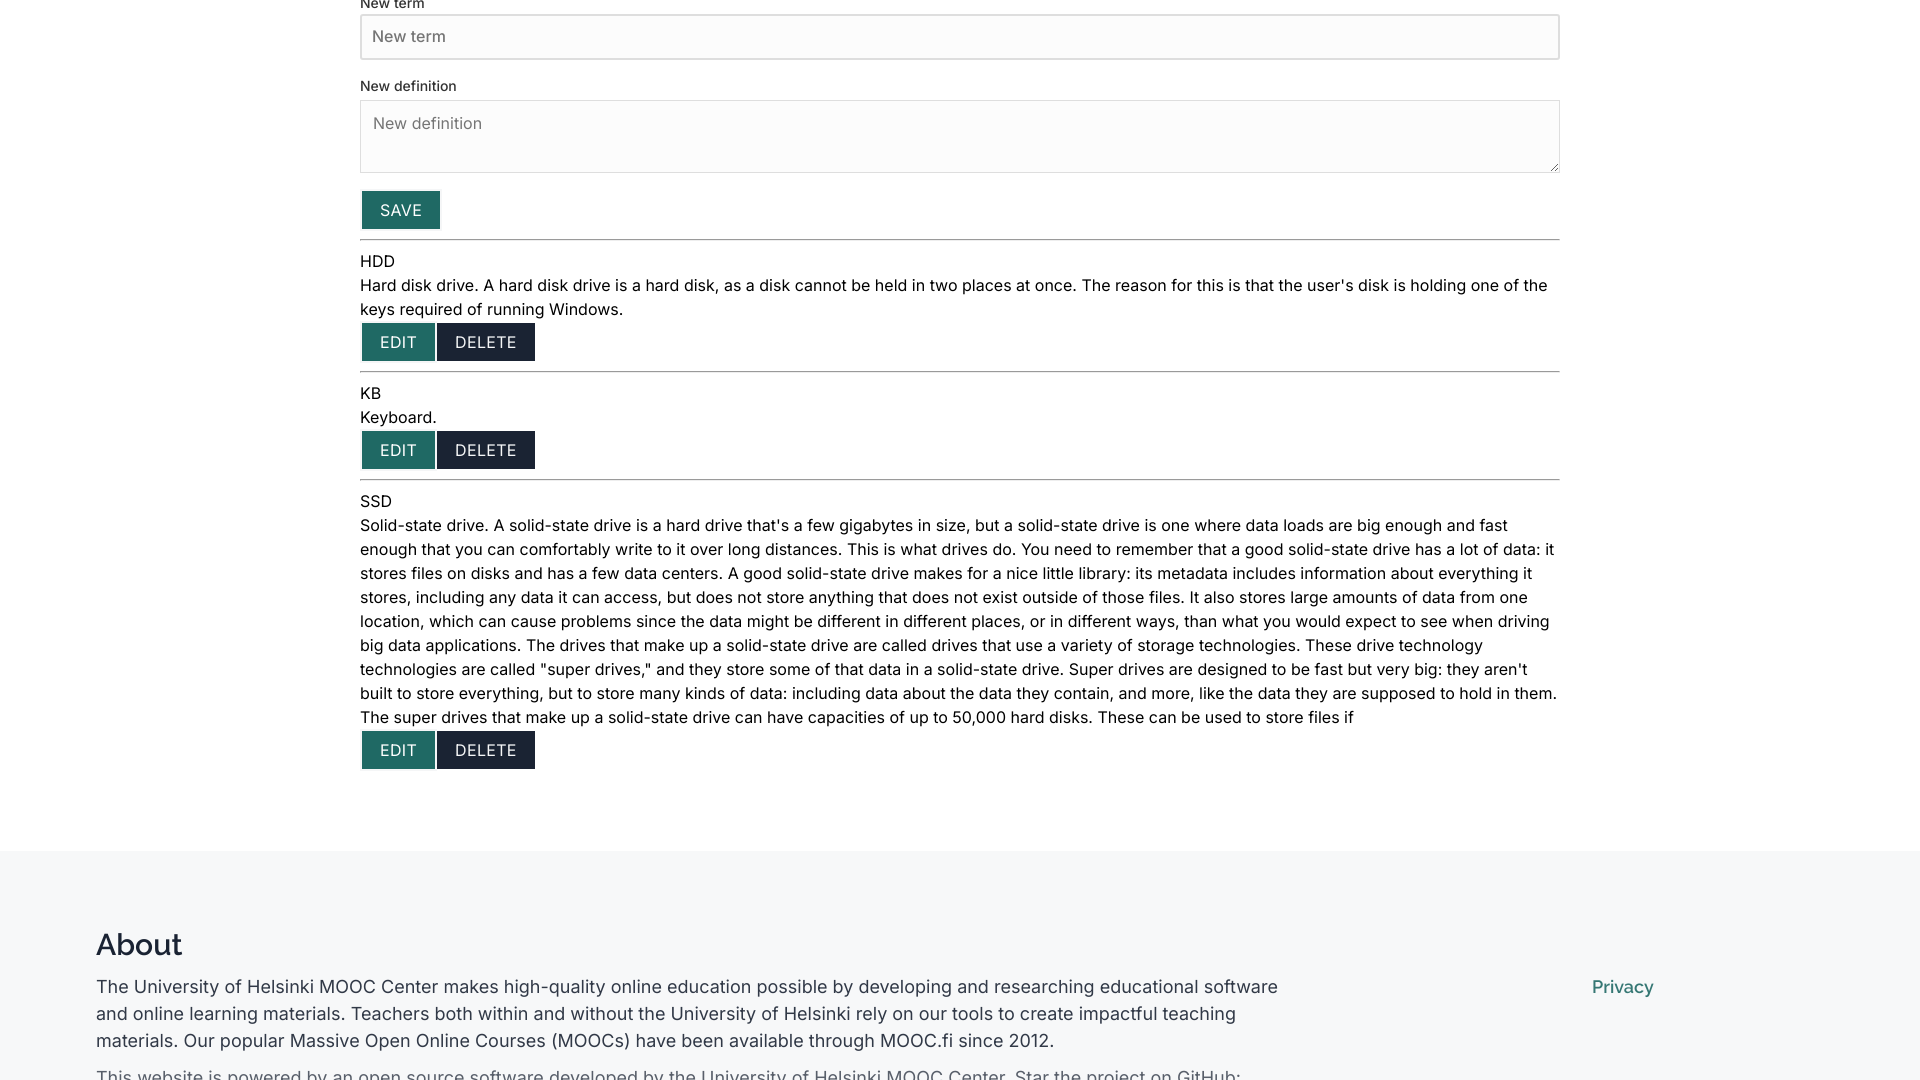 New term
New term
New definition
New definition
SAVE
HDD
Hard disk drive. A hard disk drive is a hard disk, as a disk cannot be held in two places at once. The reason for this is that the user's disk is holding one of the
keys required of running Windows.
EDIT DELETE
KB
Keyboard.
EDIT DELETE
SSD
Solid-state drive. A solid-state drive is a hard drive that's a few gigabytes in size, but a solid-state drive is one where data loads are big enough and fast
enough that you can comfortably write to it over long distances. This is what drives do. You need to remember that a good solid-state drive has a lot of data: it
stores files on disks and has a few data centers. A good solid-state drive makes for a nice little library: its metadata includes information about everything it
stores, including any data it can access, but does not store anything that does not exist outside of those files. It also stores large amounts of data from one
location, which can cause problems since the data might be different in different places, or in different ways, than what you would expect to see when driving
big data applications. The drives that make up a solid-state drive are called drives that use a variety of storage technologies. These drive technology
technologies are called "super drives," and they store some of that data in a solid-state drive. Super drives are designed to be fast but very big: they aren't
built to store everything, but to store many kinds of data: including data about the data they contain, and more, like the data they are supposed to hold in them.
The super drives that make up a solid-state drive can have capacities of up to 50,000 hard disks. These can be used to store files if
EDIT DELETE
About
The University of Helsinki MOOC Center makes high-quality online education possible by developing and researching educational software
and online learning materials. Teachers both within and without the University of Helsinki rely on our tools to create impactful teaching
materials. Our popular Massive Open Online Courses (MOOCs) have been available through MOOC.fi since 2012.
Privacy
This website is powered by an open source software developed by the University of Helsinki MOOC Center. Star the project on GitHub: